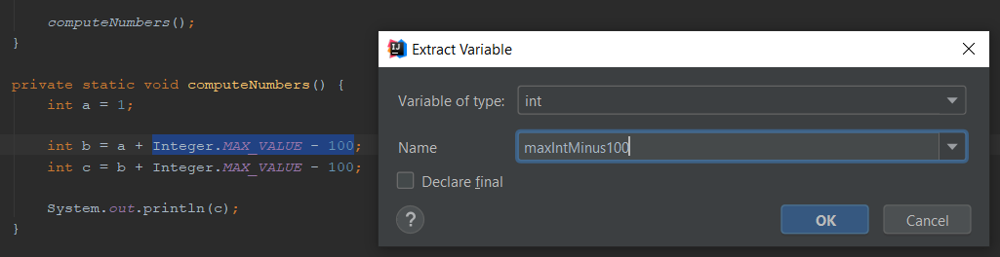 computeNumbers();
}
private static void computeNumbers() {
int a = 1;
int b = a + Integer.MAX_VALUE - 100;
int c = b + Integer.MAX_VALUE - 100;
System.out.println(c);
}
IJ
Extract Variable
Variable of type: int
Name maxIntMinus100
Declare final
? OK Cancel